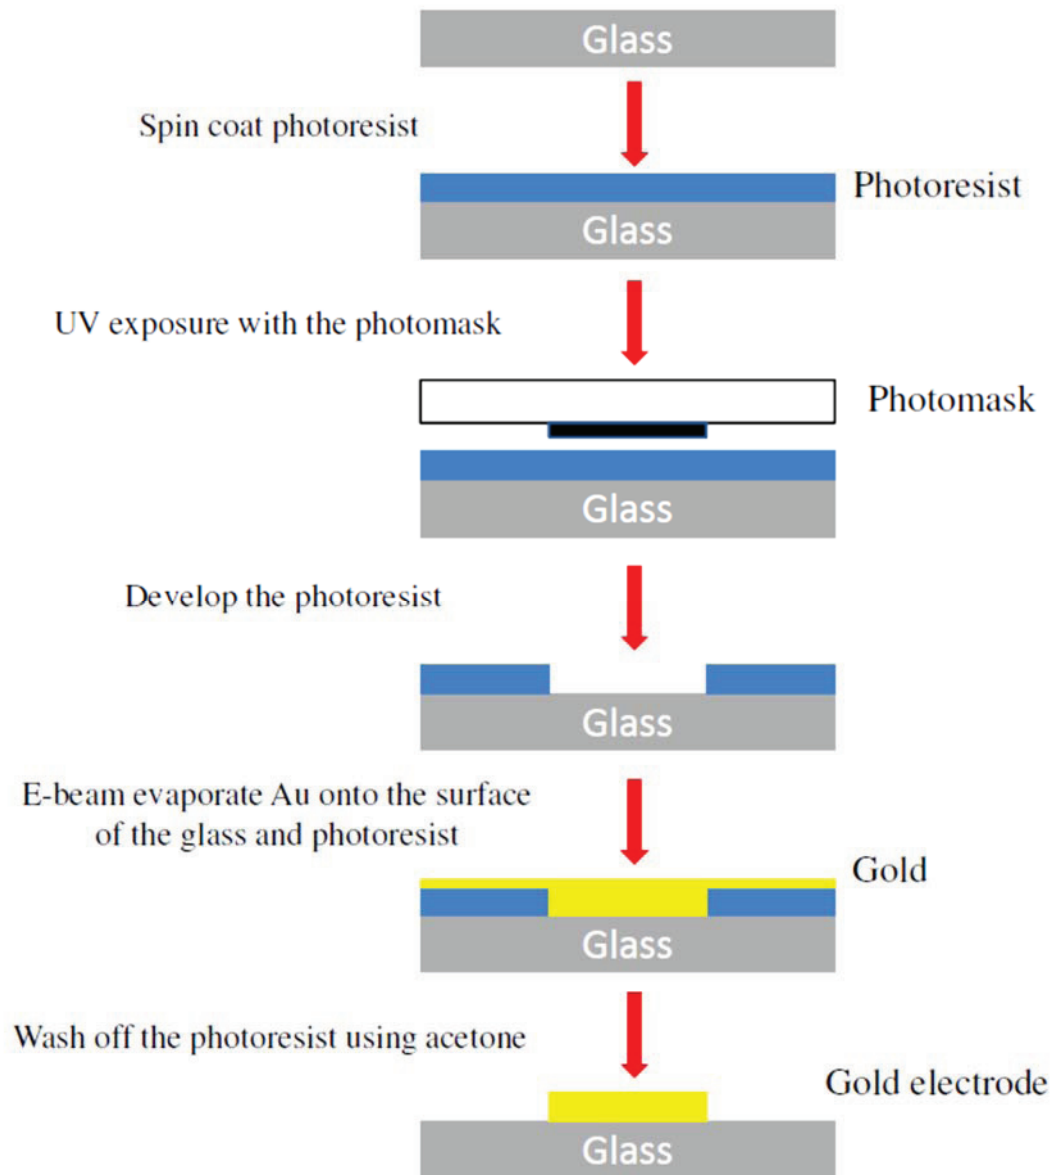 Glass
Spin coat photoresist
Photoresist
Glass
UV exposure with the photomask
Photomask
Glass
Develop the photoresist
Glass
E-beam evaporate Au onto the surface
of the glass and photoresist
Gold
Glass
Wash off the photoresist using acetone
Gold electrode
Glass